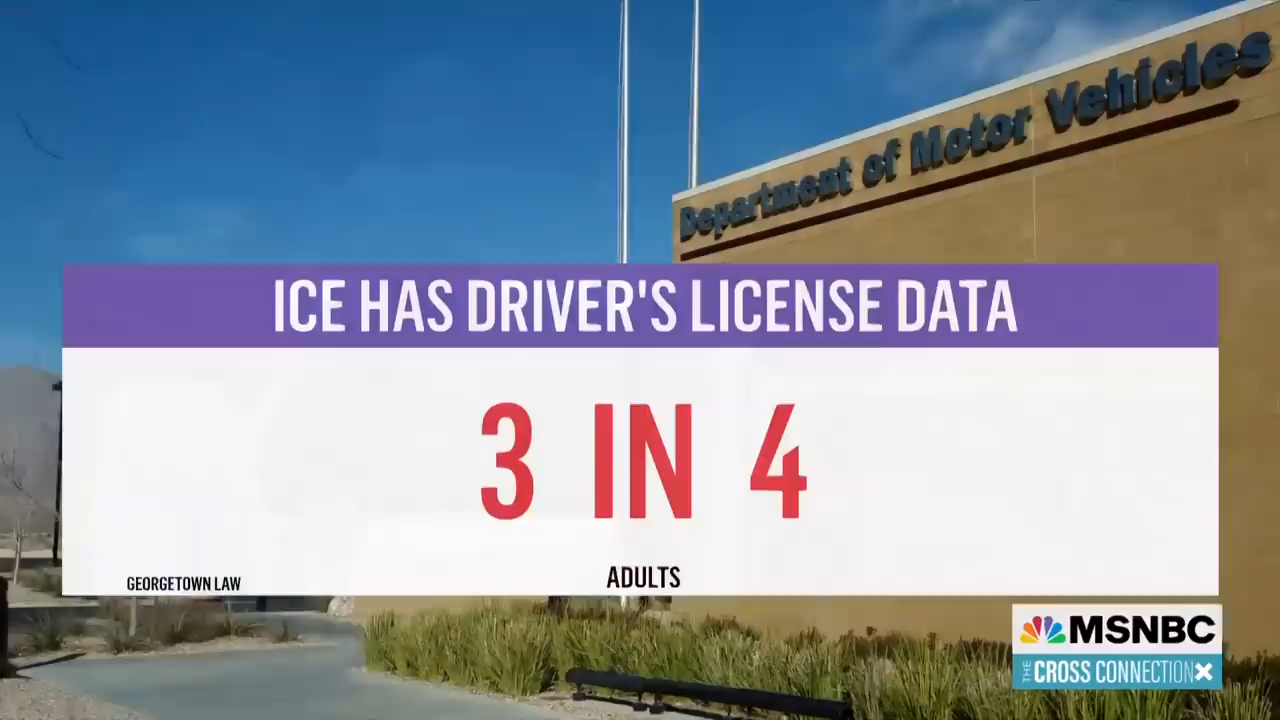 Department of Motor Vehicles
ICE HAS DRIVER'S LICENSE DATA
3 IN 4
ADULTS
GEORGETOWN LAW
MSNBC
THE CROSS CONNECTION